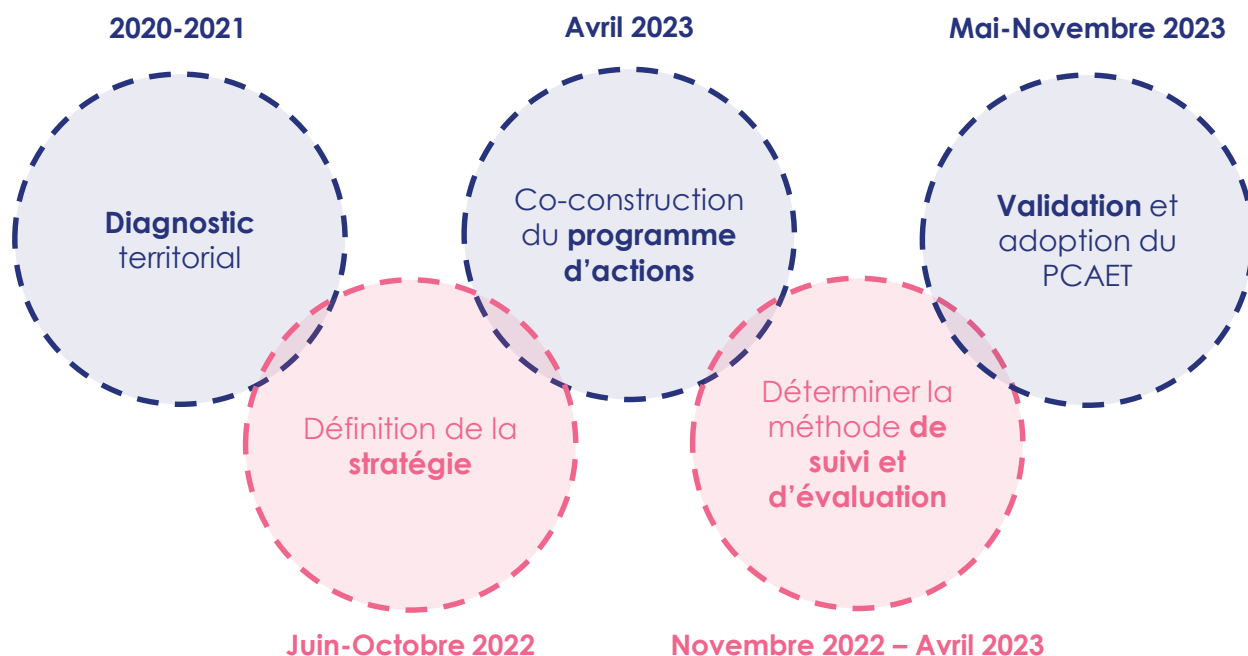 2020-2021
Avril 2023
Mai-Novembre 2023
Diagnostic
territorial
Co-construction
du programme
d’actions
Validation et
adoption du
PCAET
Définition de la
stratégie
Déterminer la
méthode de
suivi et
d’évaluation
Juin-Octobre 2022
Novembre 2022 – Avril 2023